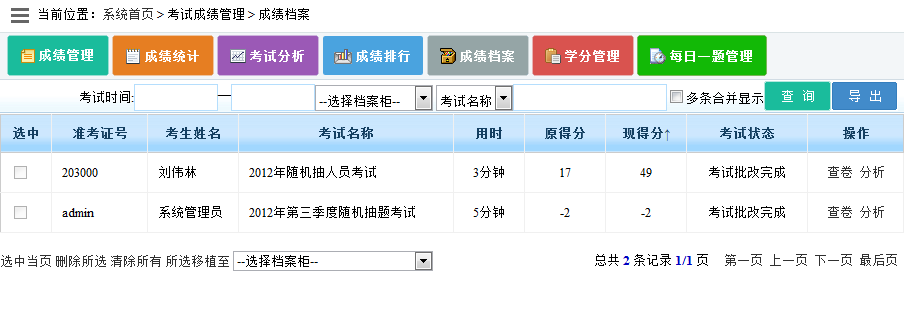 当前位置：系统首页 > 考试成绩管理 > 成绩档案
成绩管理 成绩统计 考试分析 成绩排行 成绩档案 学分管理 每日一题管理
考试时间: — --选择档案柜-- 考试名称 多条合并显示 查 询 导 出
选中 准考证号 考生姓名 考试名称 用时 原得分 现得分↑ 考试状态 操作
203000 刘伟林 2012年随机抽人员考试 3分钟 17 49 考试批改完成 查卷 分析
admin 系统管理员 2012年第三季度随机抽题考试 5分钟 -2 -2 考试批改完成 查卷 分析
选中当页 删除所选 清除所有 所选移植至 --选择档案柜-- 总共 2 条记录 1/1 页 第一页 上一页 下一页 最后页